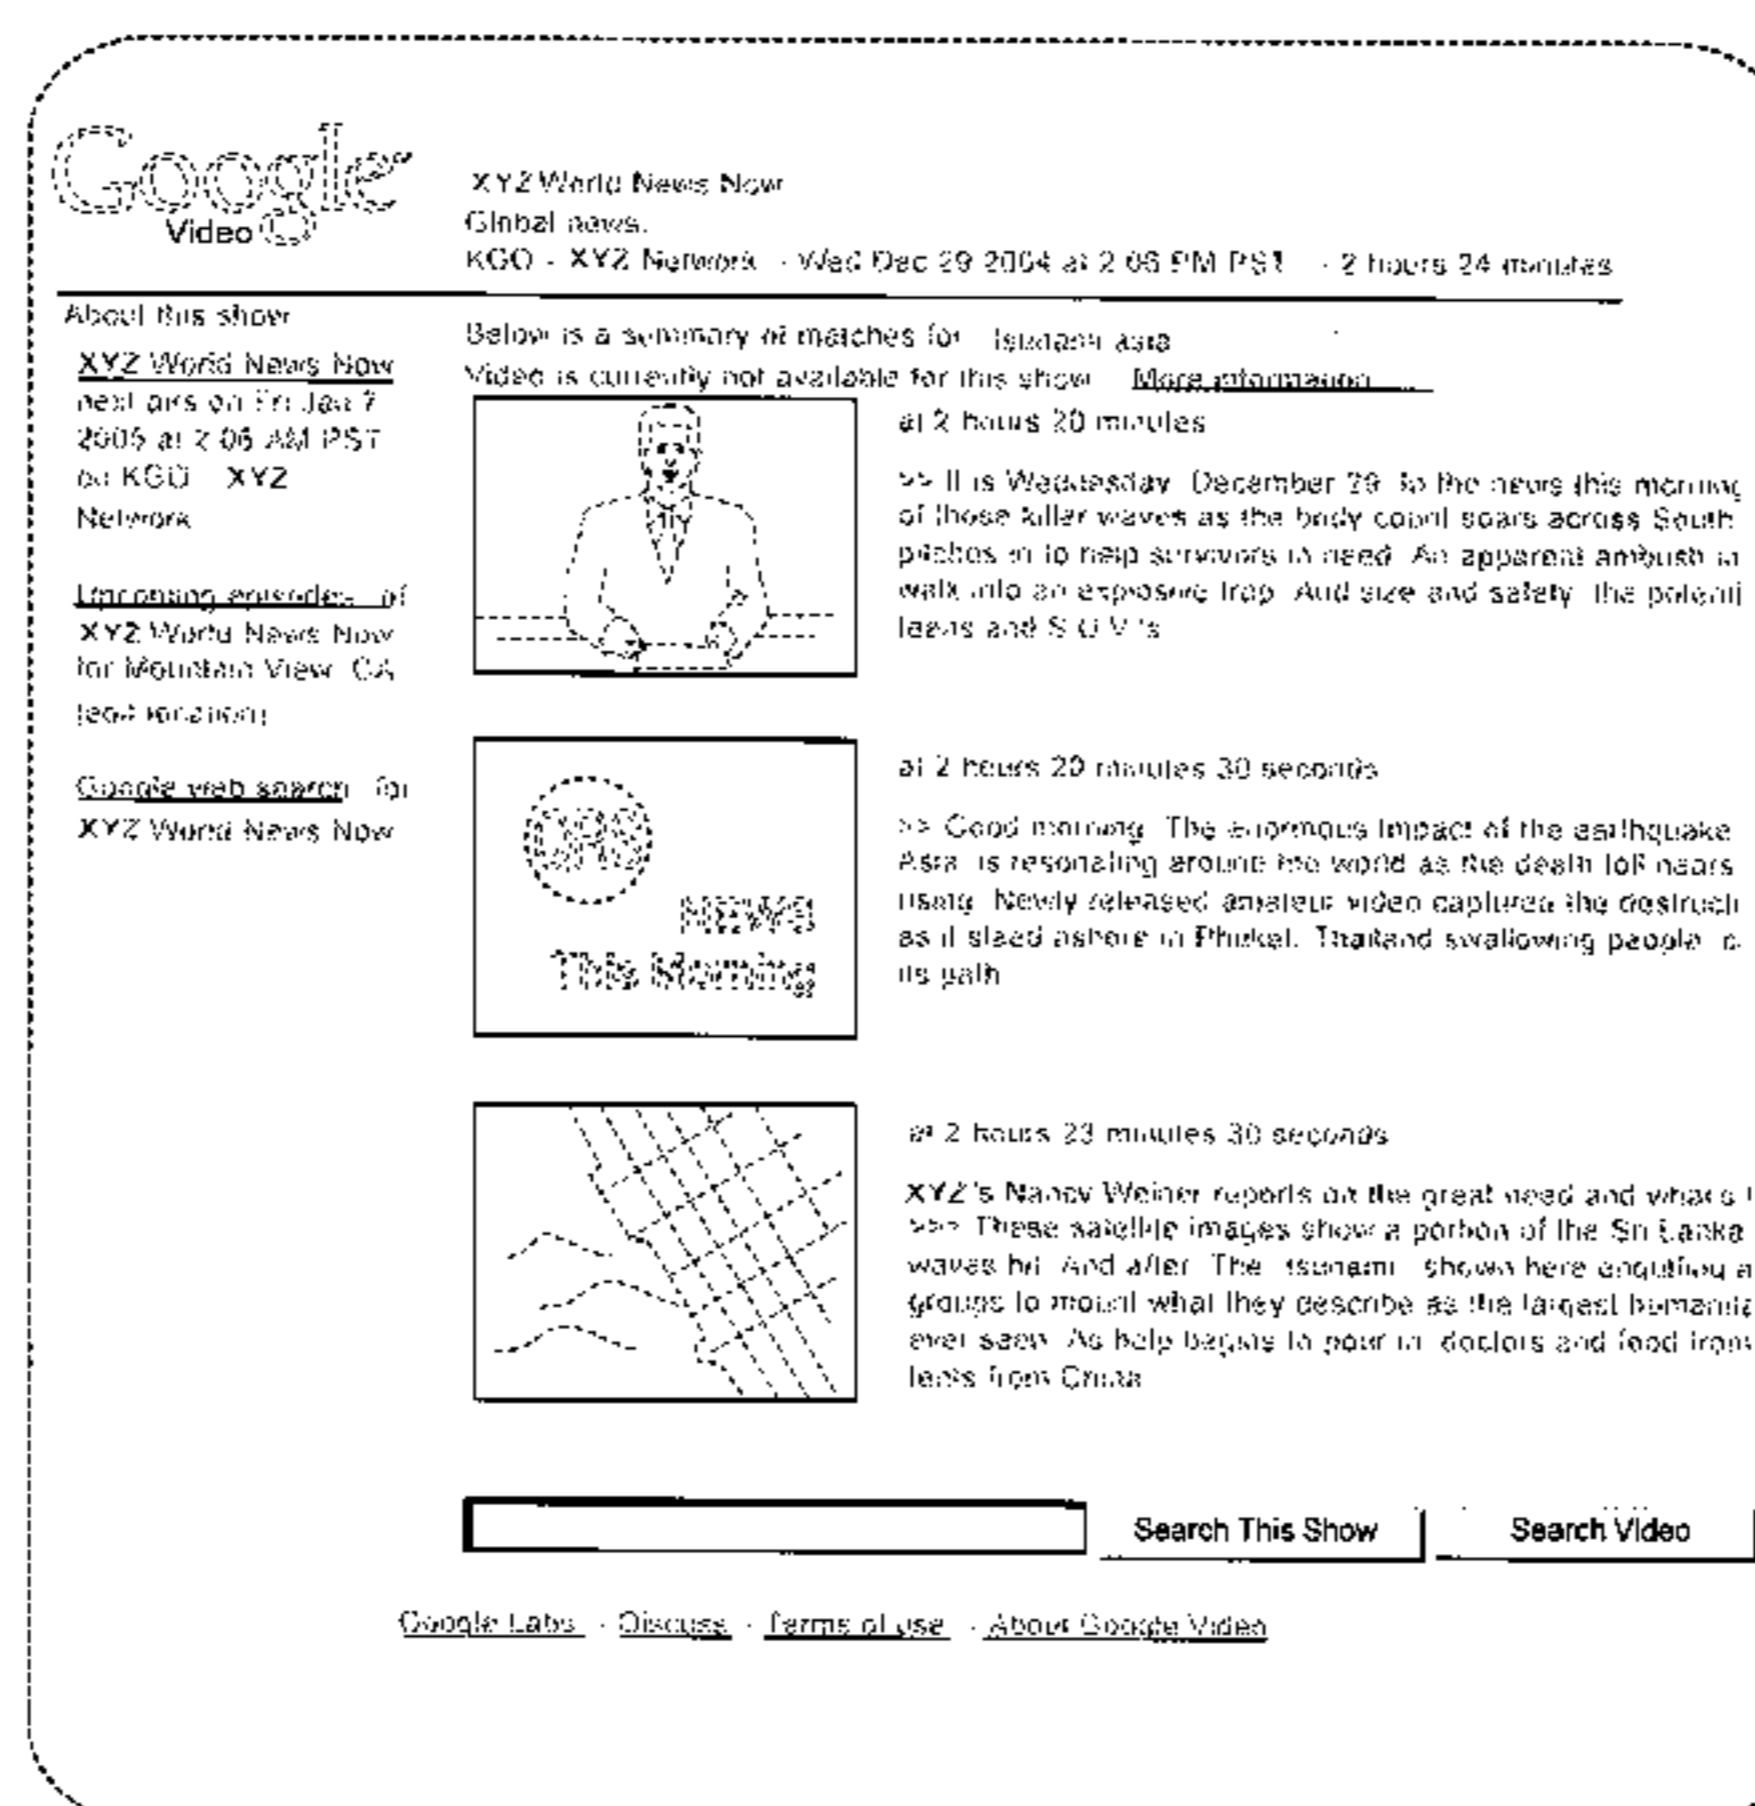 Google
Video
XYZ World News Now
Global news.
KGO - XYZ Network - Wed Dec 29 2004 at 2:06 PM PST - 2 hours 24 minutes
About this show
XYZ World News Now
next airs on Fri Jan 7
2005 at 2:06 AM PST
on KGO XYZ
Network
Upcoming episodes of
XYZ World News Now
for Mountain View CA
Google web search for
XYZ World News Now
Below is a summary of matches for tsunami asia
Video is currently not available for this show More information
at 2 hours 20 minutes
>> It is Wednesday December 29 In the news this morning
of those killer waves as the body count soars across South
pitches in to help survivors in need An apparent ambush in
walk into an explosive trap And size and safety the potenti
and S U V 's
at 2 hours 20 minutes 30 seconds
>> Good morning The enormous impact of the earthquake
Asia is resonating around the world as the death toll nears
rising Newly released amateur video captures the destructi
as it ashore in Phuket. Thailand swallowing people
its path
NEWS
This Morning
at 2 hours 23 minutes 30 seconds
XYZ's Nancy Weiner reports on the great need and what's
>>> These satellite images show a portion of the Sri Lanka
waves hit And after The tsunami shown here engulfing a
groups to mount what they describe as the largest humanita
ever seen As help begins to pour in doctors and food from
tents from China
Search This Show
Search Video
Google Labs - Discuss - Terms of use - About Google Video